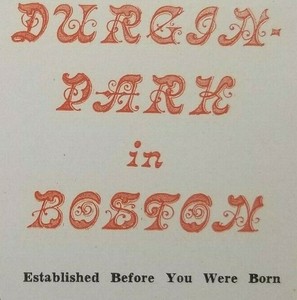 DURGIN-
PARK
in
BOSTON
Established Before You Were Born